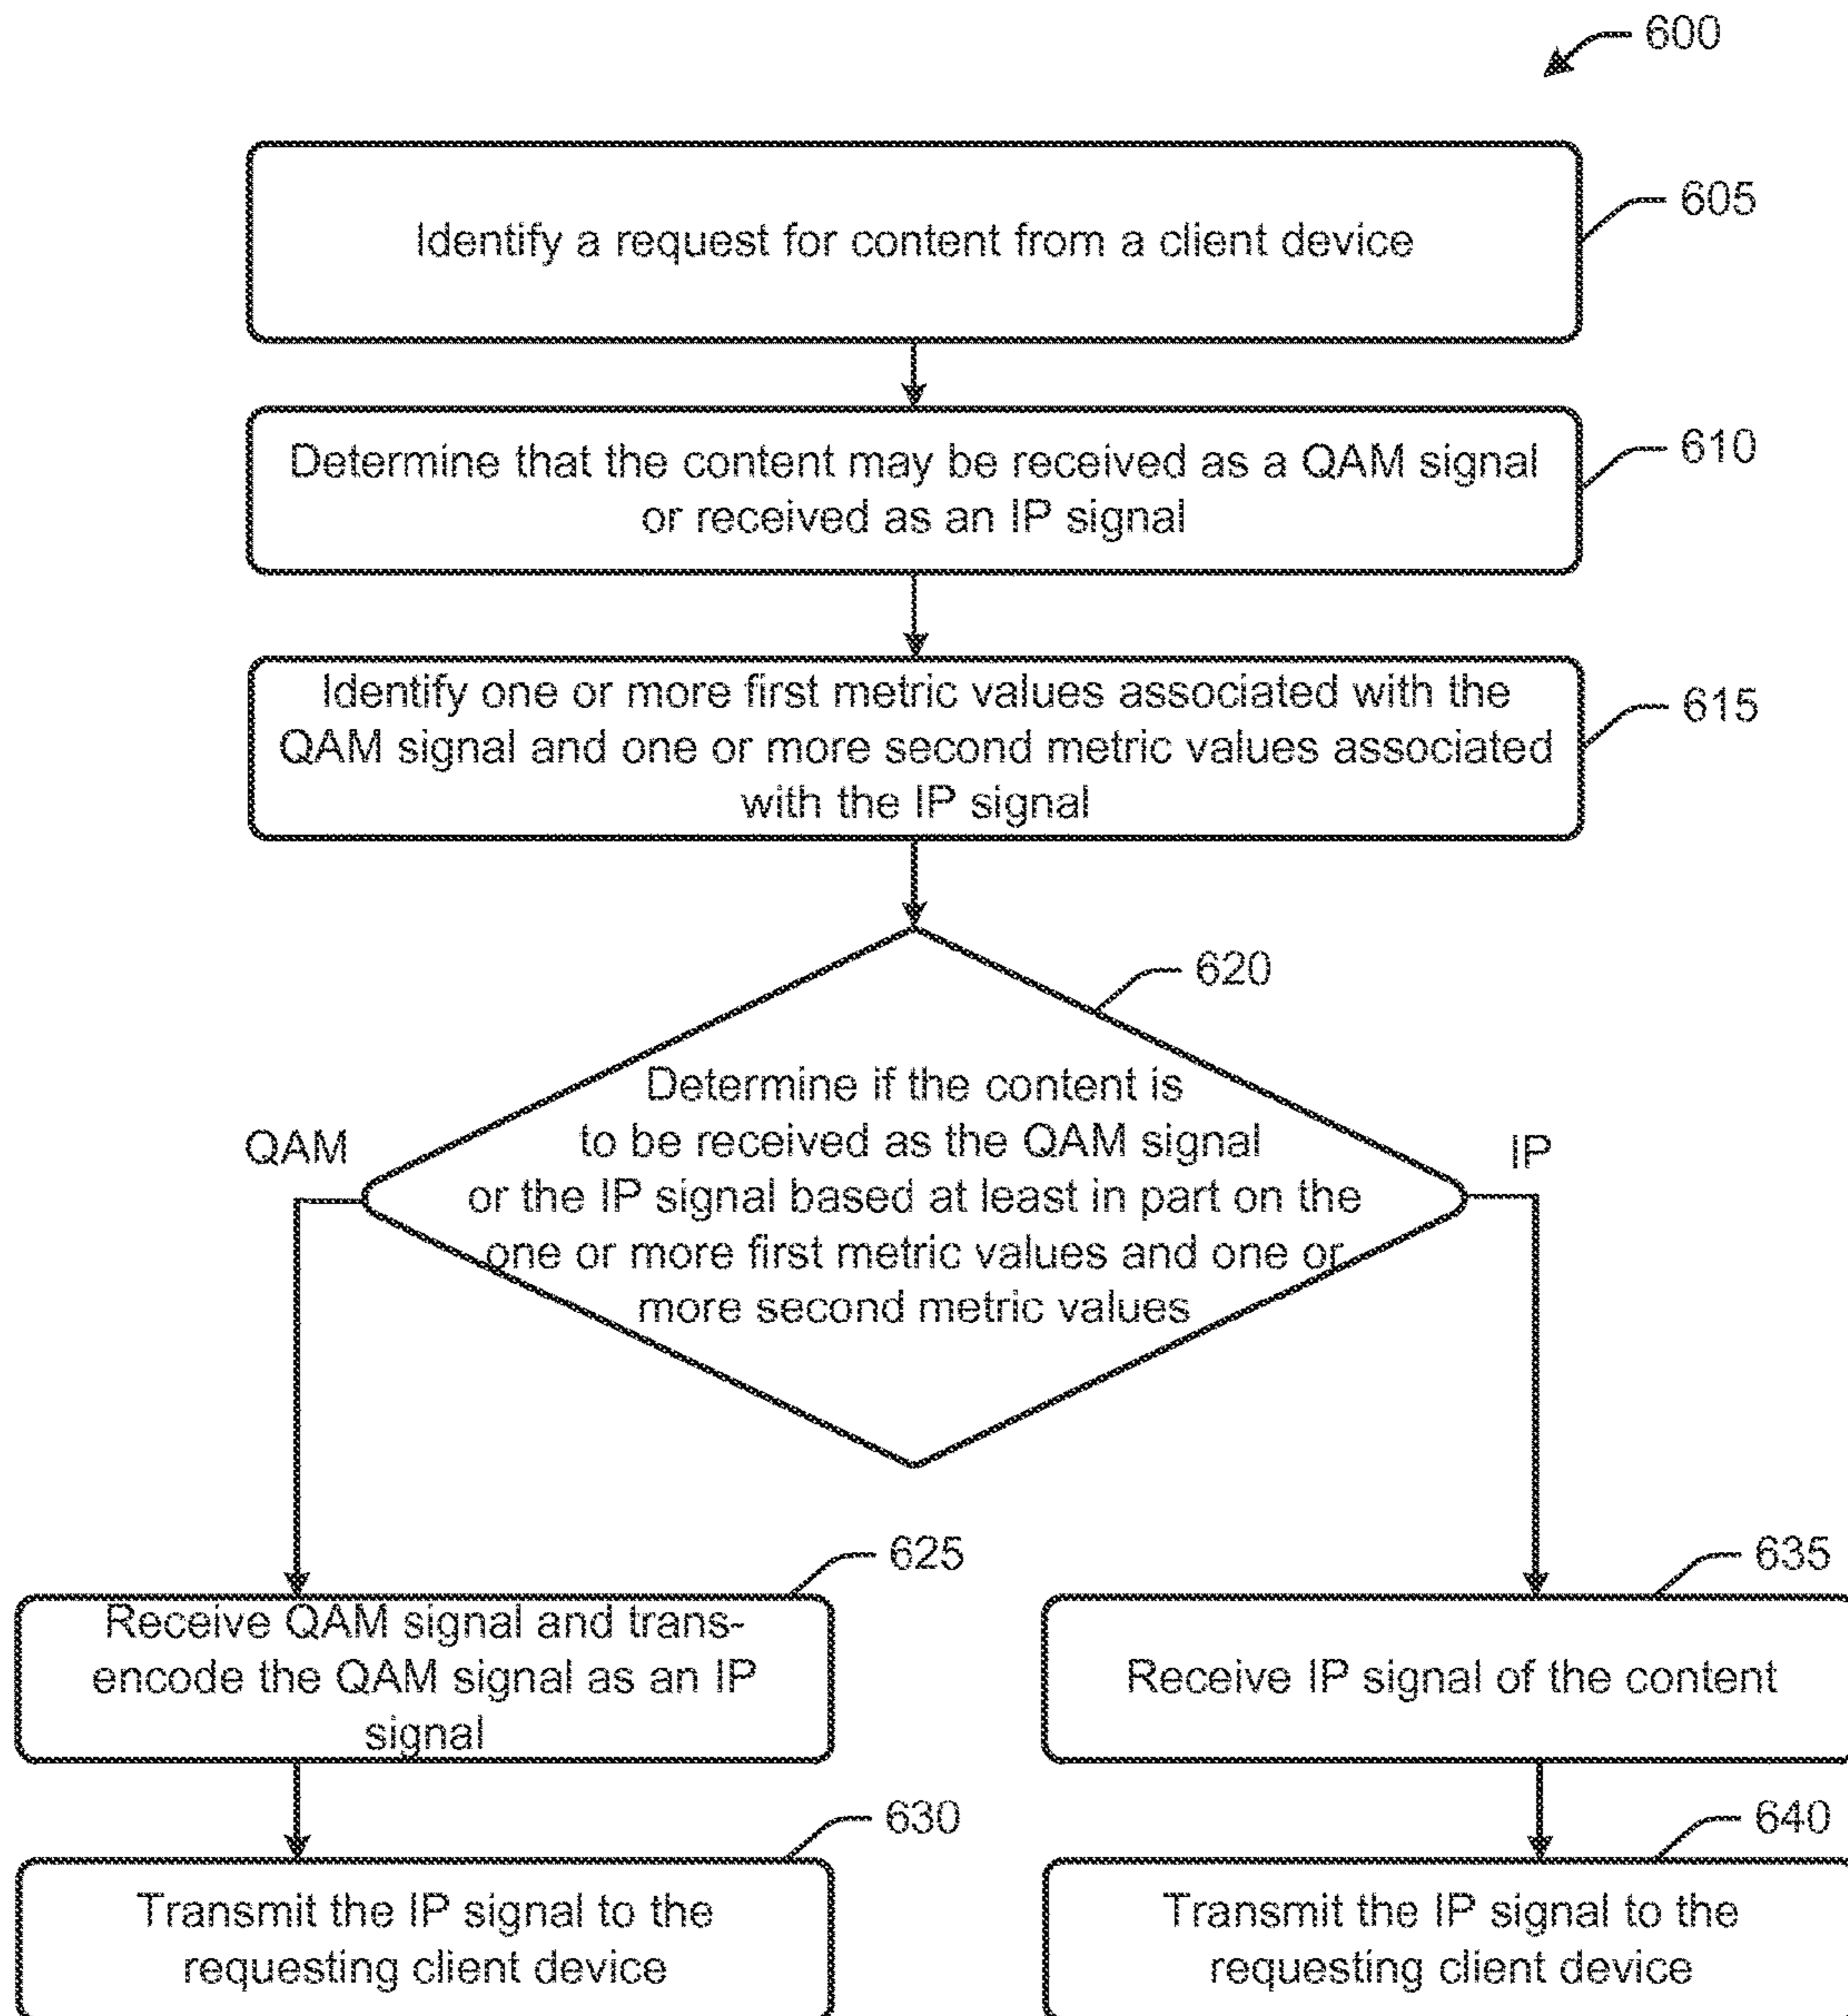 600
Identify a request for content from a client device
605
Determine that the content may be received as a QAM signal
or received as an IP signal
610
Identify one or more first metric values associated with the
QAM signal and one or more second metric values associated
with the IP signal
615
620
Determine if the content is
to be received as the QAM signal
or the IP signal based at least in part on the
one or more first metric values and one or
more second metric values
QAM
IP
625
Receive QAM signal and trans-
encode the QAM signal as an IP
signal
635
Receive IP signal of the content
630
Transmit the IP signal to the
requesting client device
640
Transmit the IP signal to the
requesting client device